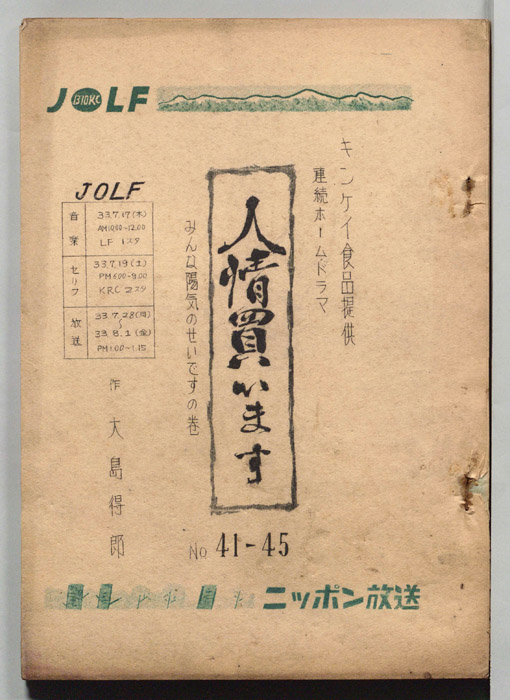 JOLF
1310KC
キンケイ食品提供
連続ホームドラマ
人情買います
みんな陽気のせいですの巻
JOLF
音楽 33.7.17(木)
AM10:00~12:00
LF 1スタ
セリフ 33.7.19(土)
PM6:00~9:00
KRC 2スタ
放送 33.7.28(月)
~
33.8.1(金)
PM1:00~1:15
作 大島得郎
No 41-45
ニッポン放送